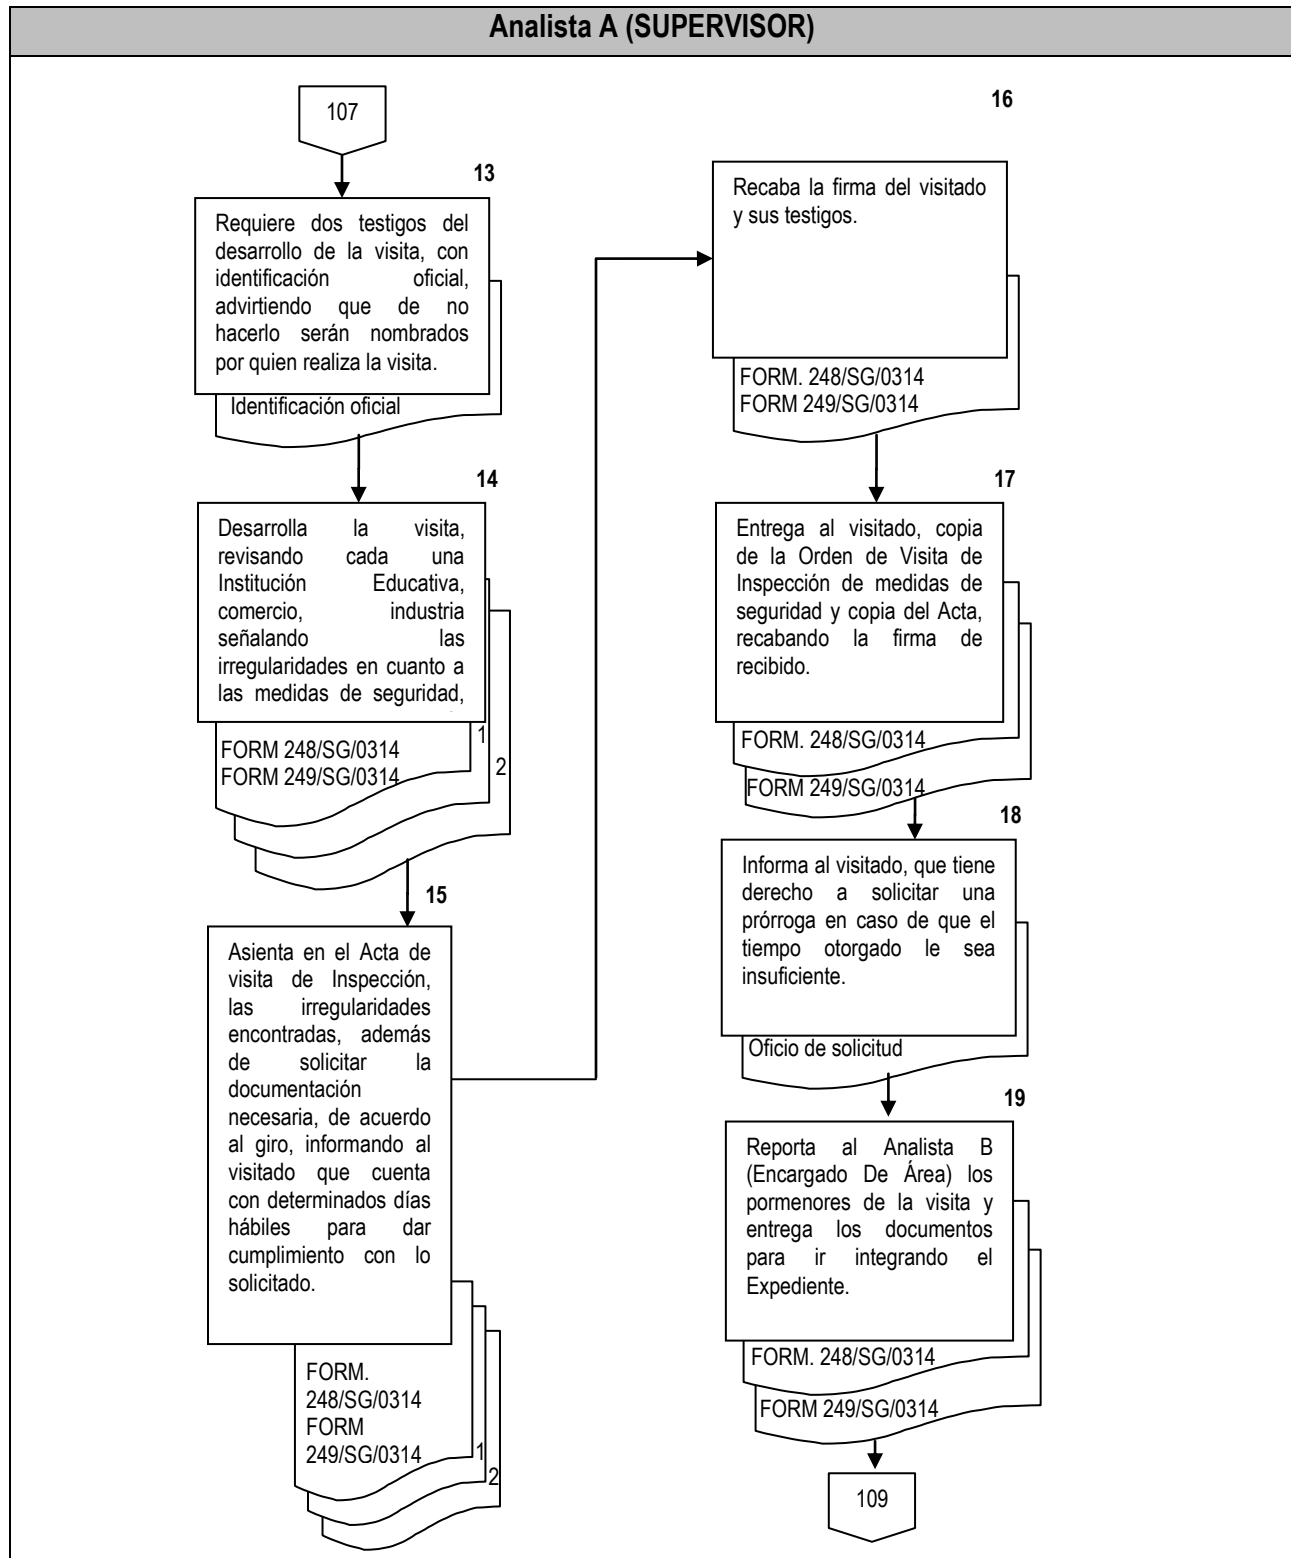 Analista A (SUPERVISOR)
107
13
Requiere dos testigos del
desarrollo de la visita, con
identificación oficial,
advirtiendo que de no
hacerlo serán nombrados
por quien realiza la visita.
Identificación oficial
14
Desarrolla la visita,
revisando cada una
Institución Educativa,
comercio, industria
señalando las
irregularidades en cuanto a
las medidas de seguridad,
FORM 248/SG/0314
FORM 249/SG/0314
1
2
15
Asienta en el Acta de
visita de Inspección,
las irregularidades
encontradas, además
de solicitar la
documentación
necesaria, de acuerdo
al giro, informando al
visitado que cuenta
con determinados días
hábiles para dar
cumplimiento con lo
solicitado.
FORM.
248/SG/0314
FORM
249/SG/0314
1
2
16
Recaba la firma del visitado
y sus testigos.
FORM. 248/SG/0314
FORM 249/SG/0314
17
Entrega al visitado, copia
de la Orden de Visita de
Inspección de medidas de
seguridad y copia del Acta,
recabando la firma de
recibido.
FORM. 248/SG/0314
FORM 249/SG/0314
18
Informa al visitado, que tiene
derecho a solicitar una
prórroga en caso de que el
tiempo otorgado le sea
insuficiente.
Oficio de solicitud
19
Reporta al Analista B
(Encargado De Área) los
pormenores de la visita y
entrega los documentos
para ir integrando el
Expediente.
FORM. 248/SG/0314
FORM 249/SG/0314
109